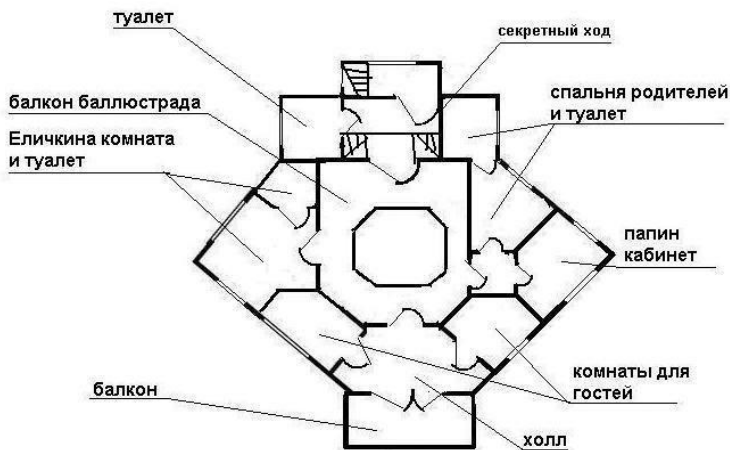 туалет
секретный ход
балкон баллюстрада
спальня родителей
и туалет
Еличкина комната
и туалет
папин
кабинет
комнаты для
гостей
балкон
холл